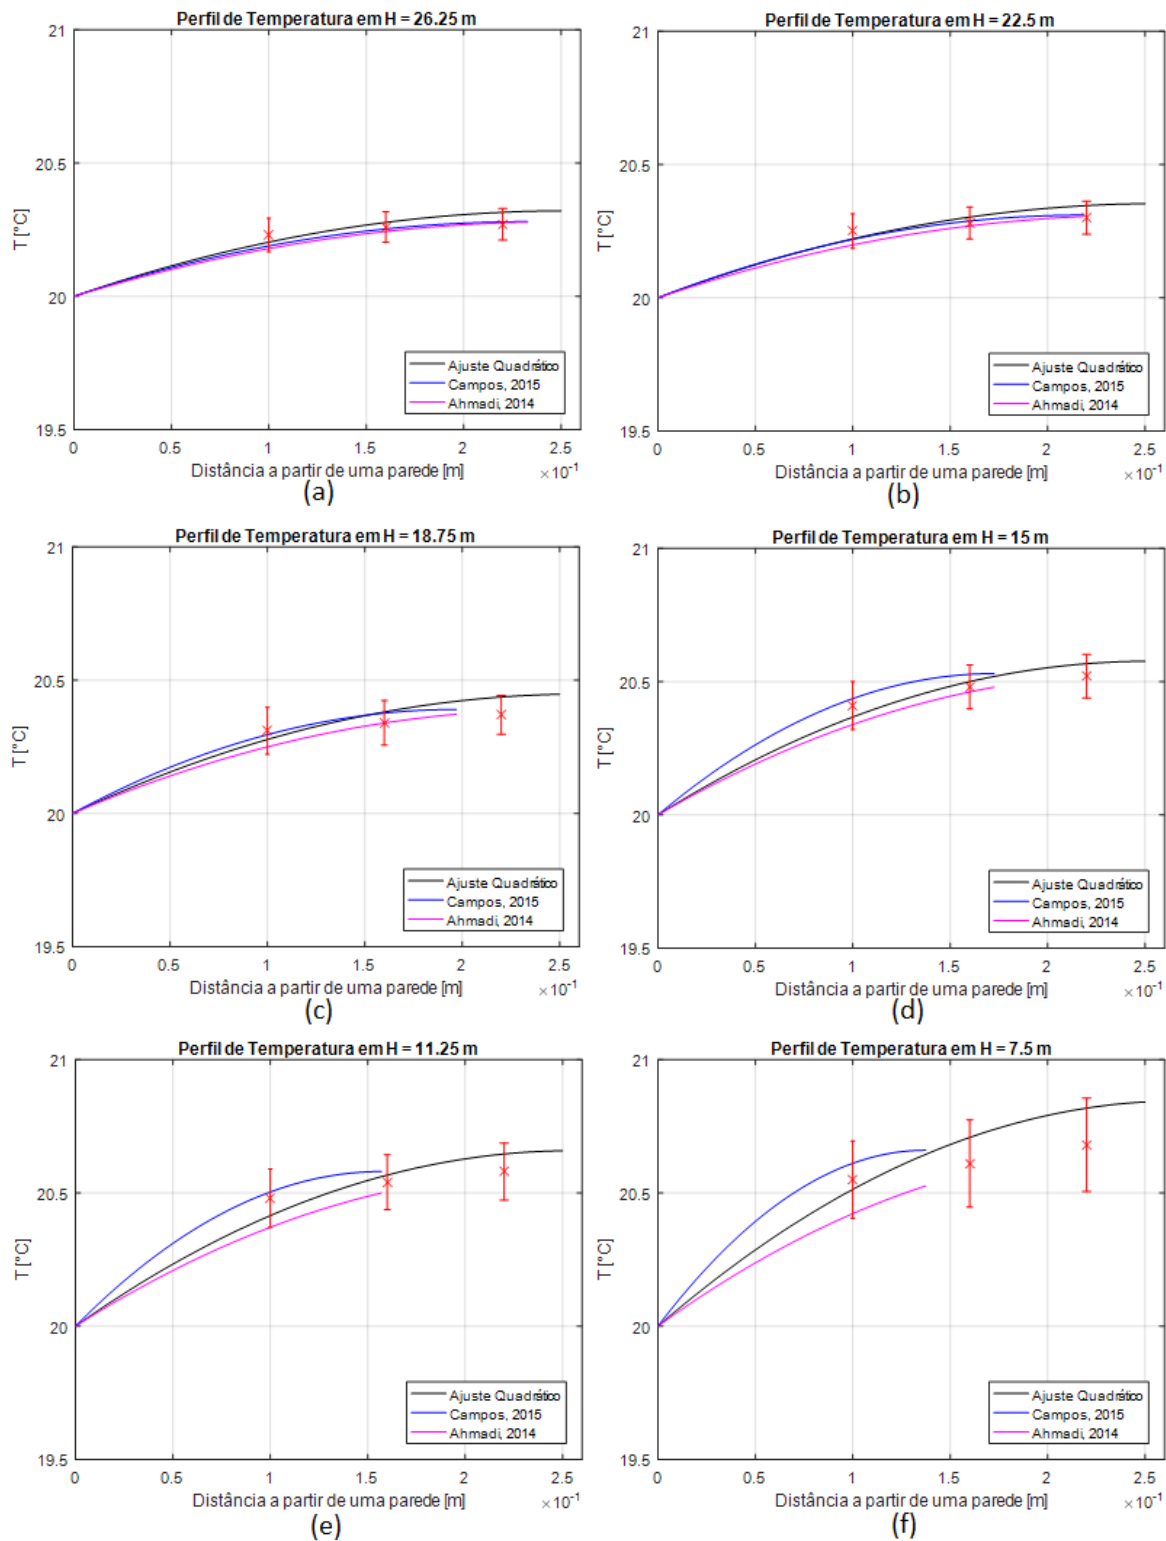 Perfil de Temperatura em H = 26.25 m
21
20.5
20
19.5
T [°C]
Ajuste Quadrático
Campos, 2015
Ahmadi, 2014
0 0.5 1 1.5 2 2.5
Distância a partir de uma parede [m] ×10⁻¹
(a)
Perfil de Temperatura em H = 22.5 m
21
20.5
20
19.5
T [°C]
Ajuste Quadrático
Campos, 2015
Ahmadi, 2014
0 0.5 1 1.5 2 2.5
Distância a partir de uma parede [m] ×10⁻¹
(b)
Perfil de Temperatura em H = 18.75 m
21
20.5
20
19.5
T [°C]
Ajuste Quadrático
Campos, 2015
Ahmadi, 2014
0 0.5 1 1.5 2 2.5
Distância a partir de uma parede [m] ×10⁻¹
(c)
Perfil de Temperatura em H = 15 m
21
20.5
20
19.5
T [°C]
Ajuste Quadrático
Campos, 2015
Ahmadi, 2014
0 0.5 1 1.5 2 2.5
Distância a partir de uma parede [m] ×10⁻¹
(d)
Perfil de Temperatura em H = 11.25 m
21
20.5
20
19.5
T [°C]
Ajuste Quadrático
Campos, 2015
Ahmadi, 2014
0 0.5 1 1.5 2 2.5
Distância a partir de uma parede [m] ×10⁻¹
(e)
Perfil de Temperatura em H = 7.5 m
21
20.5
20
19.5
T [°C]
Ajuste Quadrático
Campos, 2015
Ahmadi, 2014
0 0.5 1 1.5 2 2.5
Distância a partir de uma parede [m] ×10⁻¹
(f)